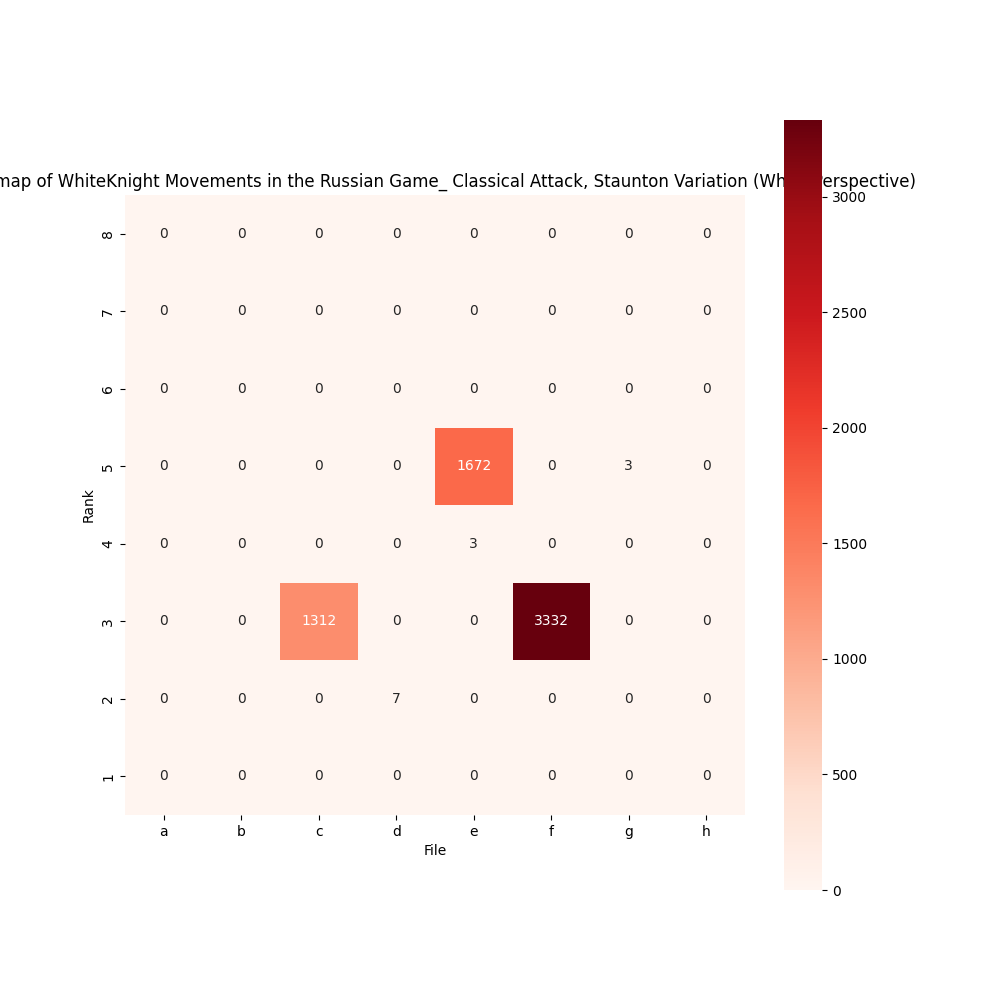 map of WhiteKnight Movements in the Russian Game_ Classical Attack, Staunton Variation (Wh erspective)
8 0 0 0 0 0 0 0 0
7 0 0 0 0 0 0 0 0
6 0 0 0 0 0 0 0 0
5 0 0 0 0 1672 0 3 0
Rank
4 0 0 0 0 3 0 0 0
3 0 0 1312 0 0 3332 0 0
2 0 0 0 7 0 0 0 0
1 0 0 0 0 0 0 0 0
a b c d e f g h
File
3000
2500
2000
1500
1000
500
0